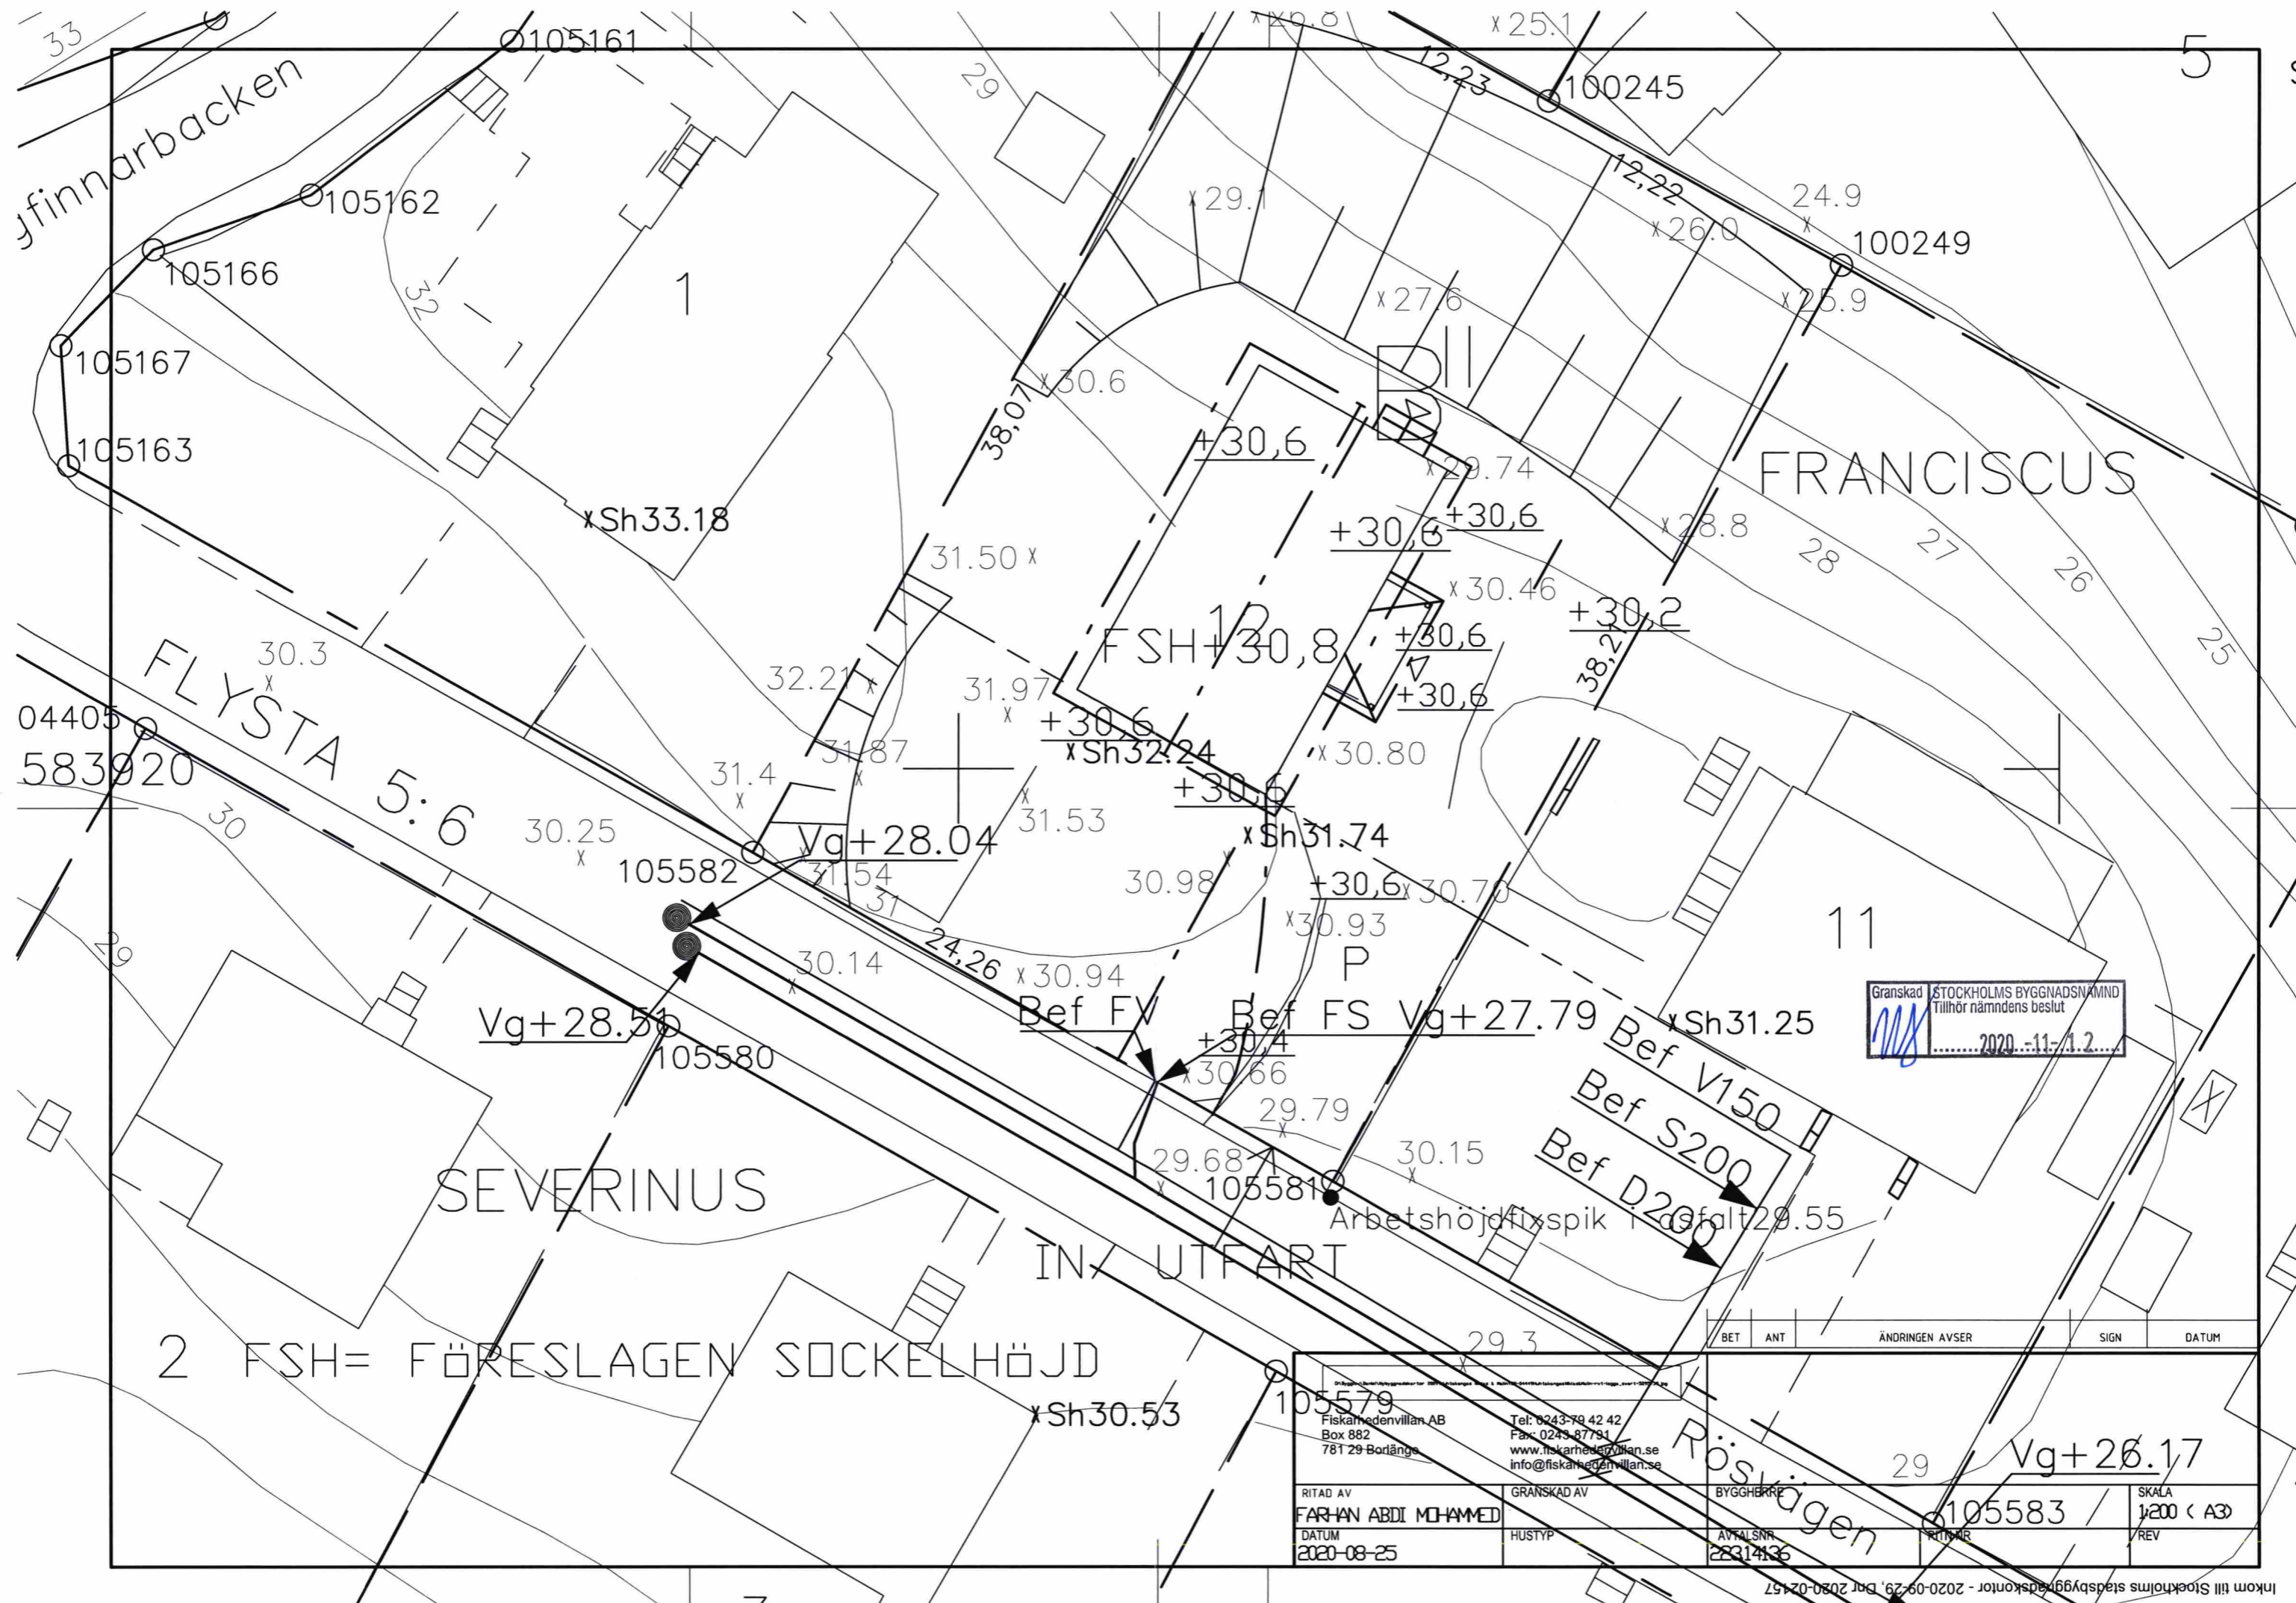 33
105161
26.8
25.1
5
gfinnarbacken
29
12,23
100245
105162
29.1
12,22
24.9
26.0
100249
105166
1
32
27.6
25.9
105167
30.6
B II
38,07
105163
+30,6
29.74
FRANCISCUS
Sh33.18
+30,6
+30,6
28.8
28
27
26
31.50
30.46
+30,2
12
FSH+30,8
+30,6
25
FLYSTA 5:6
30.3
32.21
31.97
+30,6
38,21
04405
583920
+30,6
Sh32.24
31.87
30.80
31.4
+30,6
31.53
30
30.25
Vg+28.04
Sh31.74
105582
31.54
31
30.98
+30,6
30.70
30.93
11
29
24,26
30.14
30.94
P
Granskad
STOCKHOLMS BYGGNADSNÄMND
Tillhör nämndens beslut
2020 -11- 1 2
Vg+28.51
Bef FV
Bef FS Vg+27.79
Sh31.25
105580
+30,4
30.66
Bef V150
Bef S200
Bef D200
29.79
30.15
29.68
105581
SEVERINUS
Arbetshöjdfixspik i asfalt29.55
IN/ UTFART
2 FSH= FÖRESLAGEN SOCKELHÖJD
29.3
BET
ANT
ÄNDRINGEN AVSER
SIGN
DATUM
105579
Sh30.53
Fiskarhedenvillan AB
Box 882
781 29 Borlänge
Tel: 0243-79 42 42
Fax: 0243-87791
www.fiskarhedenvillan.se
info@fiskarhedenvillan.se
Rösvägen
29
Vg+26.17
RITAD AV
FARHAN ABDI MOHAMMED
GRANSKAD AV
BYGGHERRE
105583
SKALA
1:200 ( A3)
DATUM
2020-08-25
HUSTYP
AVTALSNR
22314136
RITN.NR
REV
Inkom till Stockholms stadsbyggnadskontor - 2020-09-29, Dnr 2020-02157